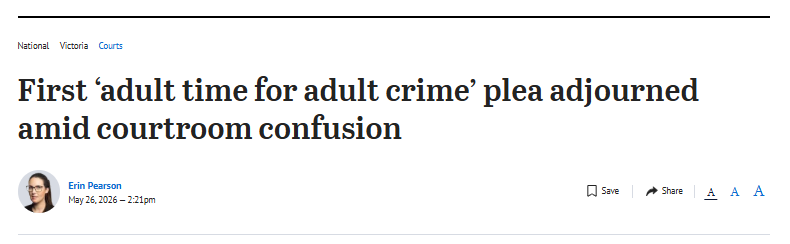 National Victoria Courts
First ‘adult time for adult crime’ plea adjourned
amid courtroom confusion
Erin Pearson
May 26, 2026 — 2:21pm
Save Share A A A